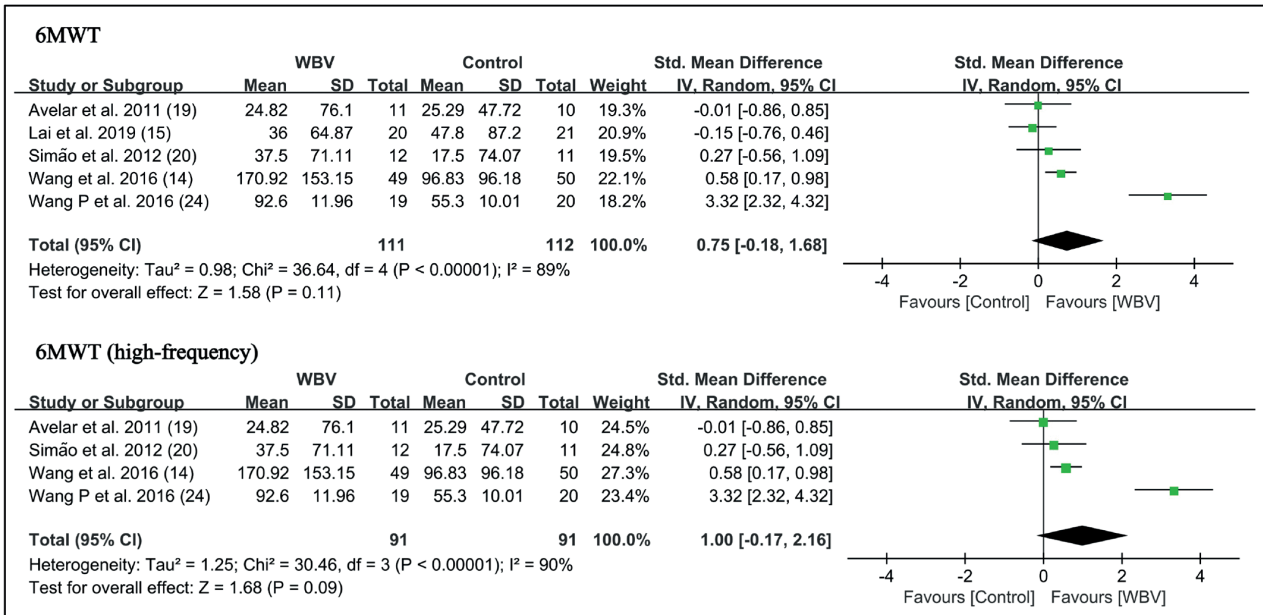 6MWT
WBV Control Std. Mean Difference Std. Mean Difference
Study or Subgroup Mean SD Total Mean SD Total Weight IV, Random, 95% CI IV, Random, 95% CI
Avelar et al. 2011 (19) 24.82 76.1 11 25.29 47.72 10 19.3% -0.01 [-0.86, 0.85]
Lai et al. 2019 (15) 36 64.87 20 47.8 87.2 21 20.9% -0.15 [-0.76, 0.46]
Simão et al. 2012 (20) 37.5 71.11 12 17.5 74.07 11 19.5% 0.27 [-0.56, 1.09]
Wang et al. 2016 (14) 170.92 153.15 49 96.83 96.18 50 22.1% 0.58 [0.17, 0.98]
Wang P et al. 2016 (24) 92.6 11.96 19 55.3 10.01 20 18.2% 3.32 [2.32, 4.32]
Total (95% CI) 111 112 100.0% 0.75 [-0.18, 1.68]
Heterogeneity: Tau² = 0.98; Chi² = 36.64, df = 4 (P < 0.00001); I² = 89%
Test for overall effect: Z = 1.58 (P = 0.11)
-4 -2 0 2 4
Favours [Control] Favours [WBV]
6MWT (high-frequency)
WBV Control Std. Mean Difference Std. Mean Difference
Study or Subgroup Mean SD Total Mean SD Total Weight IV, Random, 95% CI IV, Random, 95% CI
Avelar et al. 2011 (19) 24.82 76.1 11 25.29 47.72 10 24.5% -0.01 [-0.86, 0.85]
Simão et al. 2012 (20) 37.5 71.11 12 17.5 74.07 11 24.8% 0.27 [-0.56, 1.09]
Wang et al. 2016 (14) 170.92 153.15 49 96.83 96.18 50 27.3% 0.58 [0.17, 0.98]
Wang P et al. 2016 (24) 92.6 11.96 19 55.3 10.01 20 23.4% 3.32 [2.32, 4.32]
Total (95% CI) 91 91 100.0% 1.00 [-0.17, 2.16]
Heterogeneity: Tau² = 1.25; Chi² = 30.46, df = 3 (P < 0.00001); I² = 90%
Test for overall effect: Z = 1.68 (P = 0.09)
-4 -2 0 2 4
Favours [Control] Favours [WBV]